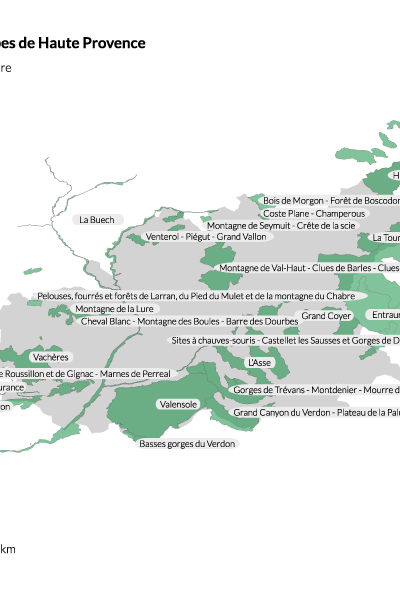 es de Haute Provence
re
H
Bois de Morgon - Forêt de Boscodon
Coste Plane - Champerous
La Buech
Montagne de Seymuit - Crête de la scie
Venterol - Piégut - Grand Vallon
La Tour
Montagne de Val-Haut - Clues de Barles - Clues
Pelouses, fourrés et forêts de Larran, du Pied du Mulet et de la montagne du Chabre
Montagne de la Lure
Grand Coyer
Entraun
Cheval Blanc - Montagne des Boules - Barre des Dourbes
Sites à chauves-souris - Castellet les Sausses et Gorges de D
Vachères
L'Asse
e Roussillon et de Gignac - Marnes de Perreal
urance
Gorges de Trévans - Montdenier - Mourre d
on
Valensole
Grand Canyon du Verdon - Plateau de la Palu
Basses gorges du Verdon
km